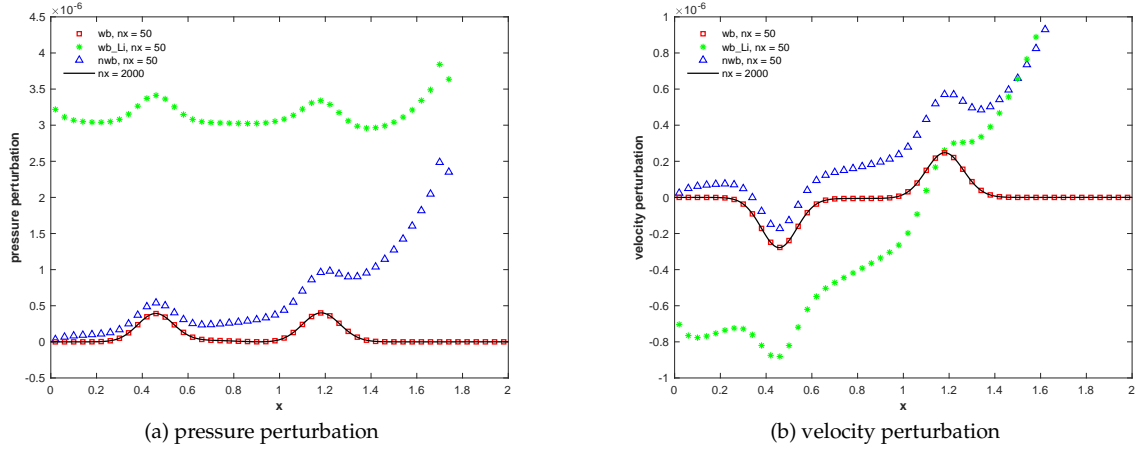 ×10⁻⁶
4.5
4
3.5
3
2.5
2
1.5
1
0.5
0
-0.5
pressure perturbation
wb, nx = 50
wb_Li, nx = 50
nwb, nx = 50
nx = 2000
0 0.2 0.4 0.6 0.8 1 1.2 1.4 1.6 1.8 2
x
(a) pressure perturbation
×10⁻⁶
1
0.8
0.6
0.4
0.2
0
-0.2
-0.4
-0.6
-0.8
-1
velocity perturbation
wb, nx = 50
wb_Li, nx = 50
nwb, nx = 50
nx = 2000
0 0.2 0.4 0.6 0.8 1 1.2 1.4 1.6 1.8 2
x
(b) velocity perturbation